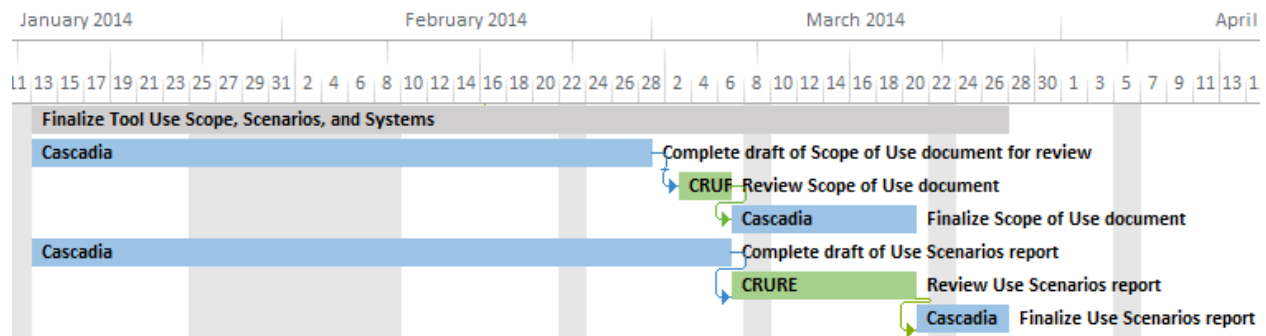 January 2014 February 2014 March 2014 April
11 13 15 17 19 21 23 25 27 29 31 2 4 6 8 10 12 14 16 18 20 22 24 26 28 2 4 6 8 10 12 14 16 18 20 22 24 26 28 30 1 3 5 7 9 11 13 1
Finalize Tool Use Scope, Scenarios, and Systems
Cascadia Complete draft of Scope of Use document for review
CRUR Review Scope of Use document
Cascadia Finalize Scope of Use document
Cascadia Complete draft of Use Scenarios report
CRURE Review Use Scenarios report
Cascadia Finalize Use Scenarios report